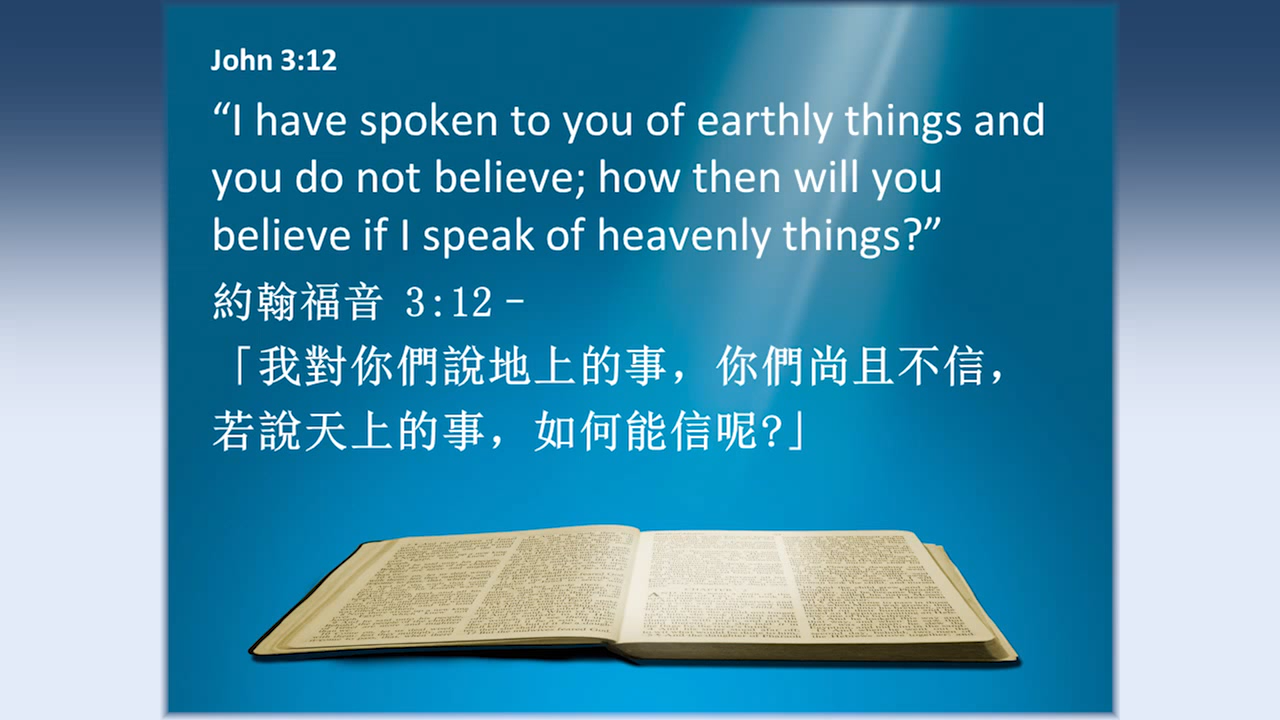 John 3:12
“I have spoken to you of earthly things and
you do not believe; how then will you
believe if I speak of heavenly things?”
約翰福音 3:12 –
「我對你們說地上的事，你們尚且不信，
若說天上的事，如何能信呢?」